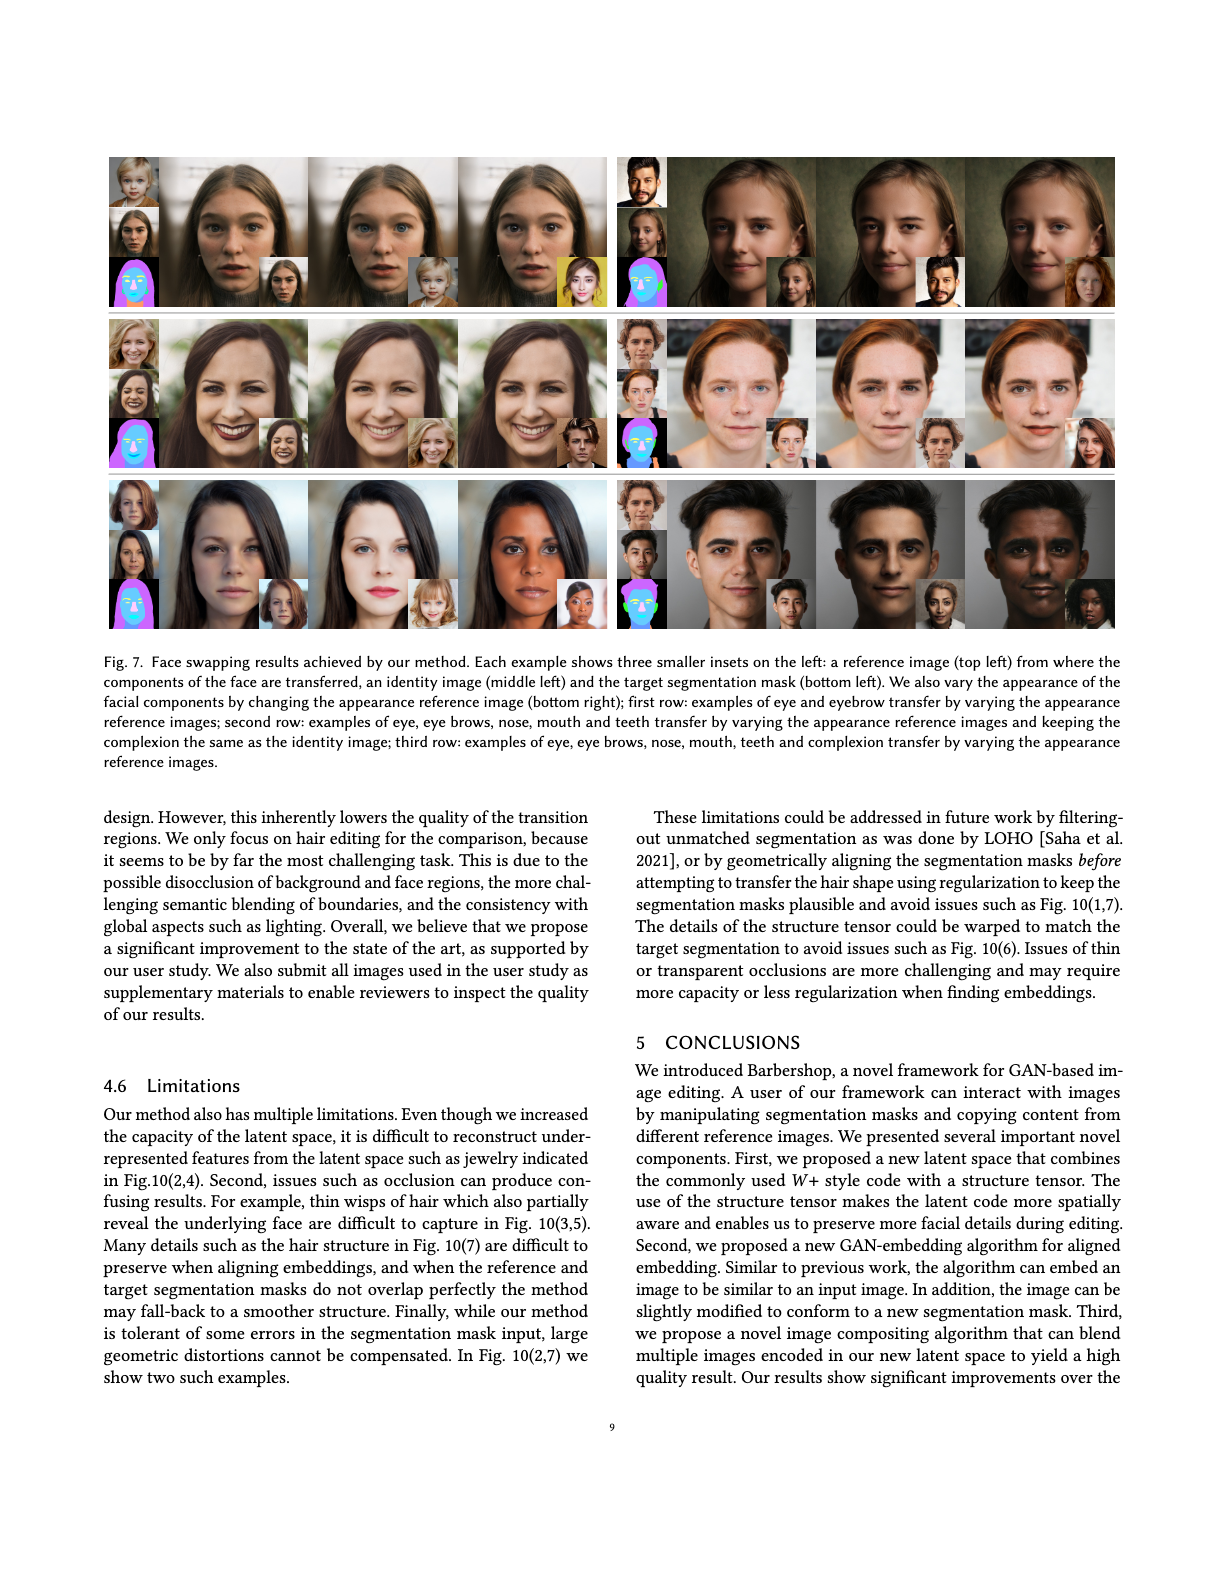 Fig. 7. Face swapping results achieved by our method. Each example shows three smaller insets on the left: a reference image (top left) from where the
components of the face are transferred, an identity image (middle left) and the target segmentation mask (bottom left). We also vary the appearance of the
facial components by changing the appearance reference image (bottom right); first row: examples of eye and eyebrow transfer by varying the appearance
reference images; second row: examples of eye, eye brows, nose, mouth and teeth transfer by varying the appearance reference images and keeping the
complexion the same as the identity image; third row: examples of eye, eye brows, nose, mouth, teeth and complexion transfer by varying the appearance
reference images.
design. However, this inherently lowers the quality of the transition
regions. We only focus on hair editing for the comparison, because
it seems to be by far the most challenging task. This is due to the
possible disocclusion of background and face regions, the more chal-
lenging semantic blending of boundaries, and the consistency with
global aspects such as lighting. Overall, we believe that we propose
a significant improvement to the state of the art, as supported by
our user study. We also submit all images used in the user study as
supplementary materials to enable reviewers to inspect the quality
of our results.
4.6 Limitations
Our method also has multiple limitations. Even though we increased
the capacity of the latent space, it is difficult to reconstruct under-
represented features from the latent space such as jewelry indicated
in Fig.10(2,4). Second, issues such as occlusion can produce con-
fusing results. For example, thin wisps of hair which also partially
reveal the underlying face are difficult to capture in Fig. 10(3,5).
Many details such as the hair structure in Fig. 10(7) are difficult to
preserve when aligning embeddings, and when the reference and
target segmentation masks do not overlap perfectly the method
may fall-back to a smoother structure. Finally, while our method
is tolerant of some errors in the segmentation mask input, large
geometric distortions cannot be compensated. In Fig. 10(2,7) we
show two such examples.
These limitations could be addressed in future work by filtering-
out unmatched segmentation as was done by LOHO [Saha et al.
2021], or by geometrically aligning the segmentation masks before
attempting to transfer the hair shape using regularization to keep the
segmentation masks plausible and avoid issues such as Fig. 10(1,7).
The details of the structure tensor could be warped to match the
target segmentation to avoid issues such as Fig. 10(6). Issues of thin
or transparent occlusions are more challenging and may require
more capacity or less regularization when finding embeddings.
5 CONCLUSIONS
We introduced Barbershop, a novel framework for GAN-based im-
age editing. A user of our framework can interact with images
by manipulating segmentation masks and copying content from
different reference images. We presented several important novel
components. First, we proposed a new latent space that combines
the commonly used W+ style code with a structure tensor. The
use of the structure tensor makes the latent code more spatially
aware and enables us to preserve more facial details during editing.
Second, we proposed a new GAN-embedding algorithm for aligned
embedding. Similar to previous work, the algorithm can embed an
image to be similar to an input image. In addition, the image can be
slightly modified to conform to a new segmentation mask. Third,
we propose a novel image compositing algorithm that can blend
multiple images encoded in our new latent space to yield a high
quality result. Our results show significant improvements over the
9